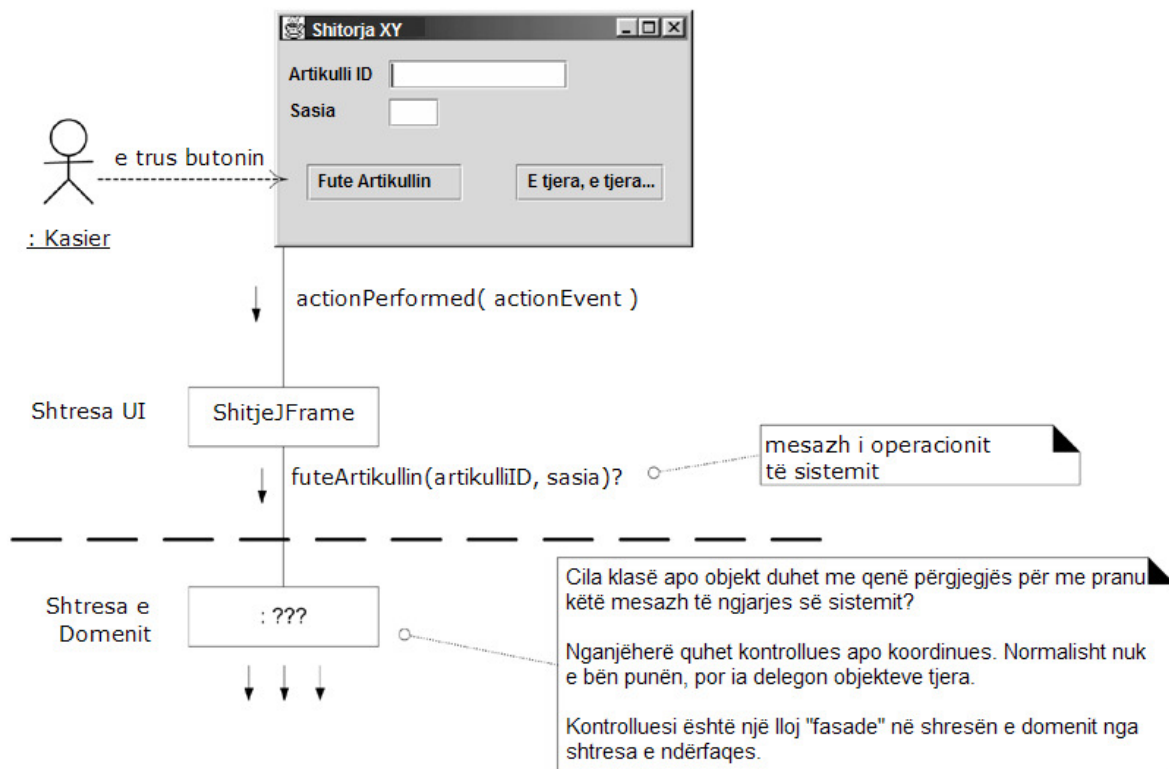 Shitorja XY
Artikulli ID
Sasia
e trus butonin
Fute Artikullin
E tjera, e tjera...
: Kasier
actionPerformed( actionEvent )
Shtresa UI
ShitjeJFrame
futeArtikullin(artikulliID, sasia)?
mesazh i operacionit
të sistemit
Shtresa e
Domenit
: ???
Cila klasë apo objekt duhet me qenë përgjegjës për me pranu
këtë mesazh të ngjarjes së sistemit?
Nganjëherë quhet kontrollues apo koordinues. Normalisht nuk
e bën punën, por ia delegon objekteve tjera.
Kontrolluesi është një lloj "fasade" në shresën e domenit nga
shtresa e ndërfaqes.